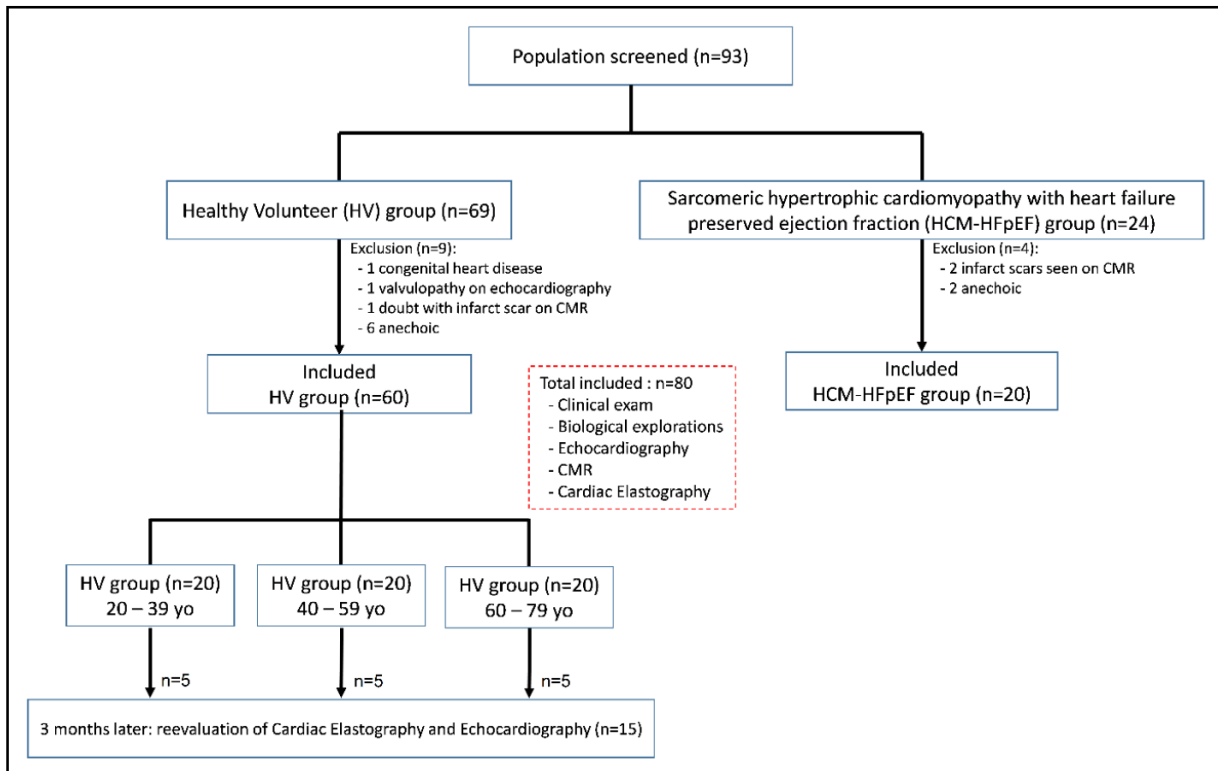 Population screened (n=93)
Healthy Volunteer (HV) group (n=69)
Sarcomeric hypertrophic cardiomyopathy with heart failure
preserved ejection fraction (HCM-HFpEF) group (n=24)
Exclusion (n=9):
- 1 congenital heart disease
- 1 valvulopathy on echocardiography
- 1 doubt with infarct scar on CMR
- 6 anechoic
Exclusion (n=4):
- 2 infarct scars seen on CMR
- 2 anechoic
Included
HV group (n=60)
Total included : n=80
- Clinical exam
- Biological explorations
- Echocardiography
- CMR
- Cardiac Elastography
Included
HCM-HFpEF group (n=20)
HV group (n=20)
20 – 39 yo
HV group (n=20)
40 – 59 yo
HV group (n=20)
60 – 79 yo
n=5
n=5
n=5
3 months later: reevaluation of Cardiac Elastography and Echocardiography (n=15)